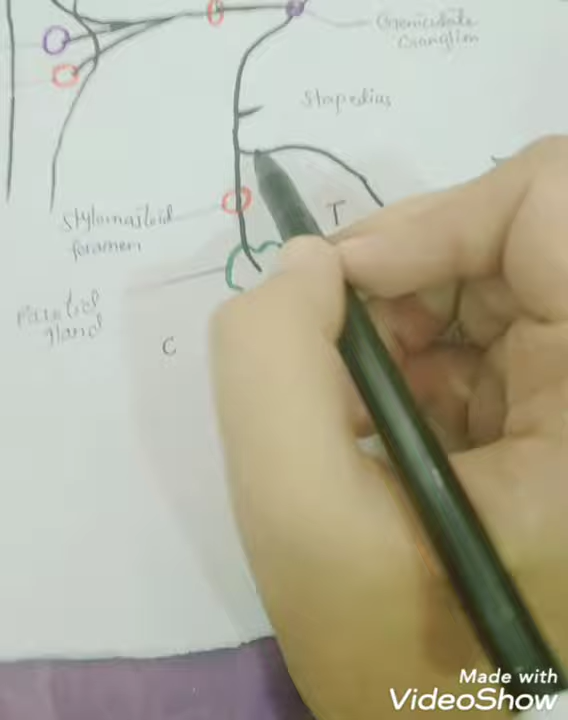 Geniculate
Ganglion
Stapedius
T
Stylomastoid
foramen
Parotid
gland
C
Made with
VideoShow